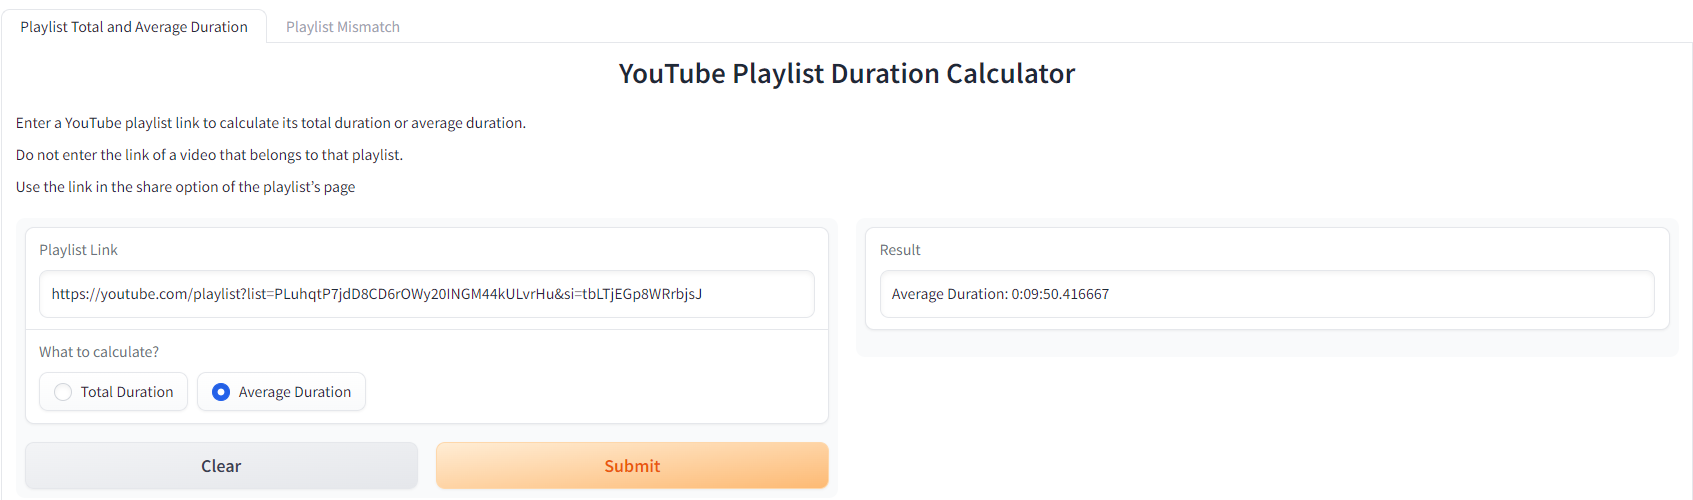 Playlist Total and Average Duration
Playlist Mismatch
YouTube Playlist Duration Calculator
Enter a YouTube playlist link to calculate its total duration or average duration.
Do not enter the link of a video that belongs to that playlist.
Use the link in the share option of the playlist's page
Playlist Link
https://youtube.com/playlist?list=PLuhqtP7jdD8CD6rOWy20INGM44kULvrHu&si=tbLTjEGp8WRrbjsJ
What to calculate?
Total Duration
Average Duration
Clear
Submit
Result
Average Duration: 0:09:50.416667